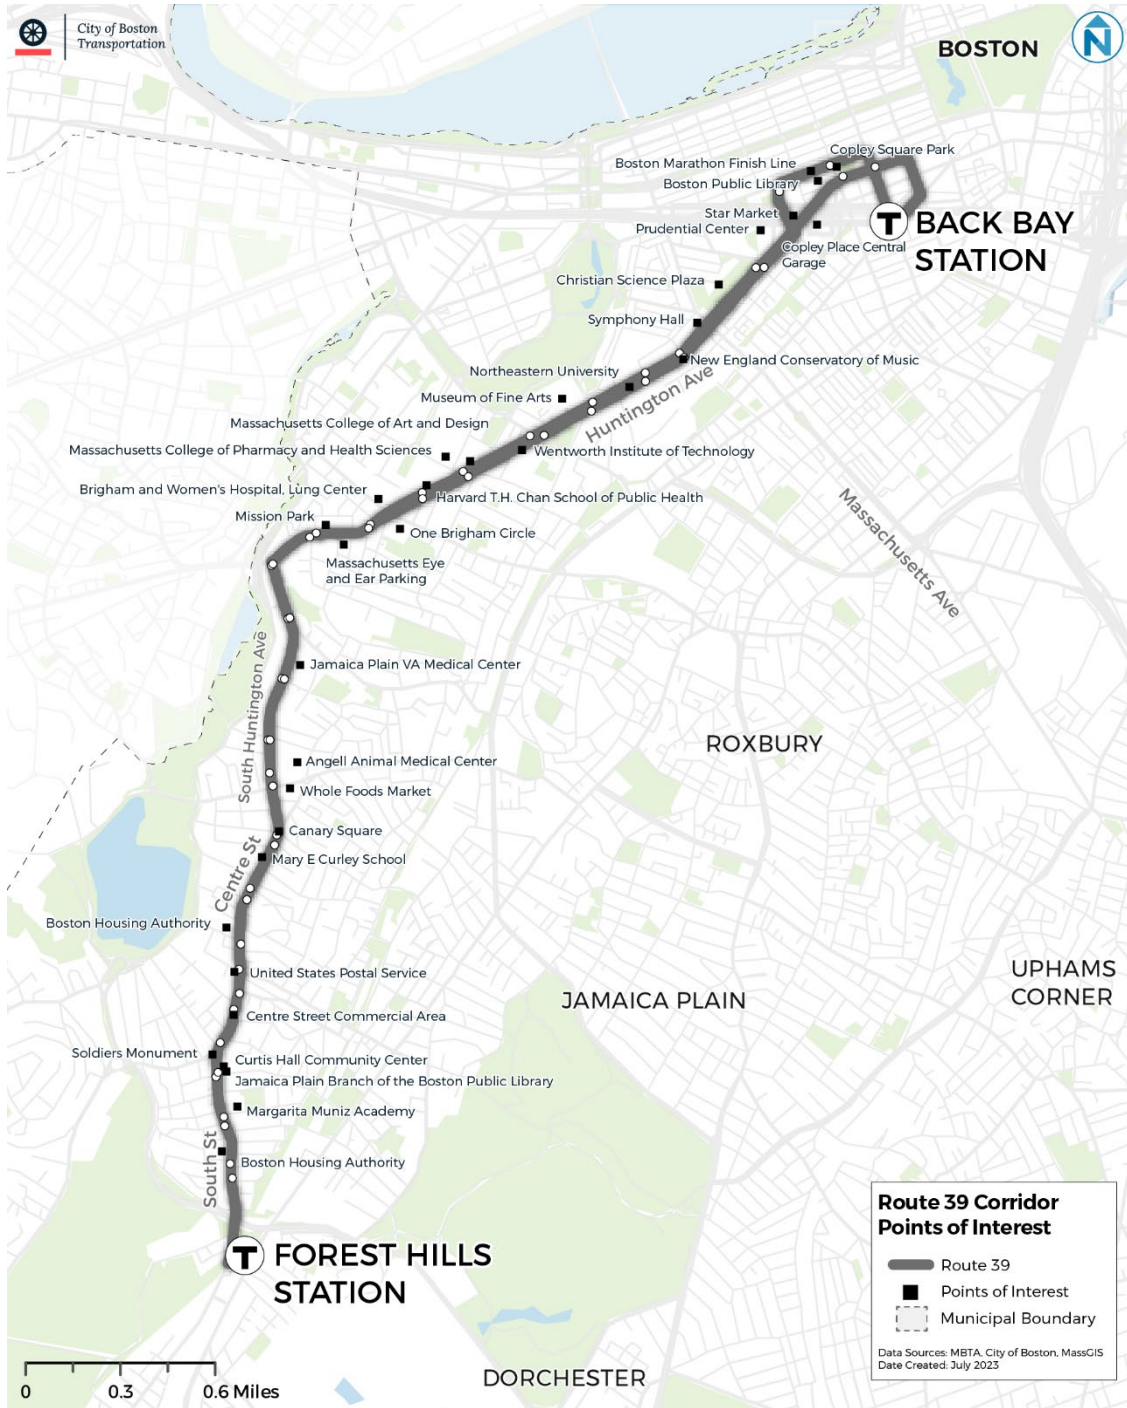 City of Boston
Transportation
BOSTON
N
Copley Square Park
Boston Marathon Finish Line
Boston Public Library
Star Market
Prudential Center
T
BACK BAY
STATION
Copley Place Central
Garage
Christian Science Plaza
Symphony Hall
New England Conservatory of Music
Northeastern University
Huntington Ave
Museum of Fine Arts
Massachusetts College of Art and Design
Massachusetts College of Pharmacy and Health Sciences
Wentworth Institute of Technology
Brigham and Women's Hospital, Lung Center
Harvard T.H. Chan School of Public Health
Massachusetts Ave
Mission Park
One Brigham Circle
Massachusetts Eye
and Ear Parking
South Huntington Ave
Jamaica Plain VA Medical Center
ROXBURY
Angell Animal Medical Center
Whole Foods Market
Canary Square
Centre St
Mary E Curley School
Boston Housing Authority
United States Postal Service
UPHAMS
CORNER
JAMAICA PLAIN
Centre Street Commercial Area
Soldiers Monument
Curtis Hall Community Center
Jamaica Plain Branch of the Boston Public Library
Margarita Muniz Academy
South St
Boston Housing Authority
T
FOREST HILLS
STATION
Route 39 Corridor
Points of Interest
Route 39
Points of Interest
Municipal Boundary
Data Sources: MBTA, City of Boston, MassGIS
Date Created: July 2023
DORCHESTER
0 0.3 0.6 Miles